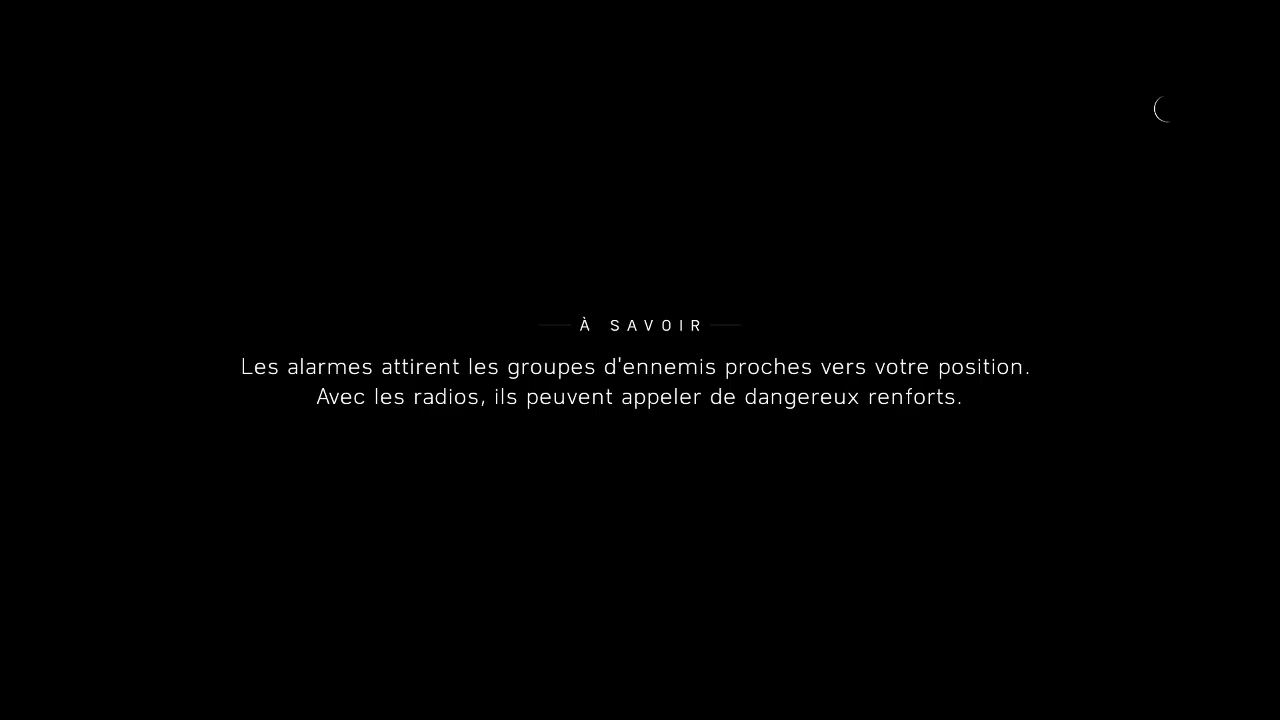 À SAVOIR
Les alarmes attirent les groupes d'ennemis proches vers votre position.
Avec les radios, ils peuvent appeler de dangereux renforts.